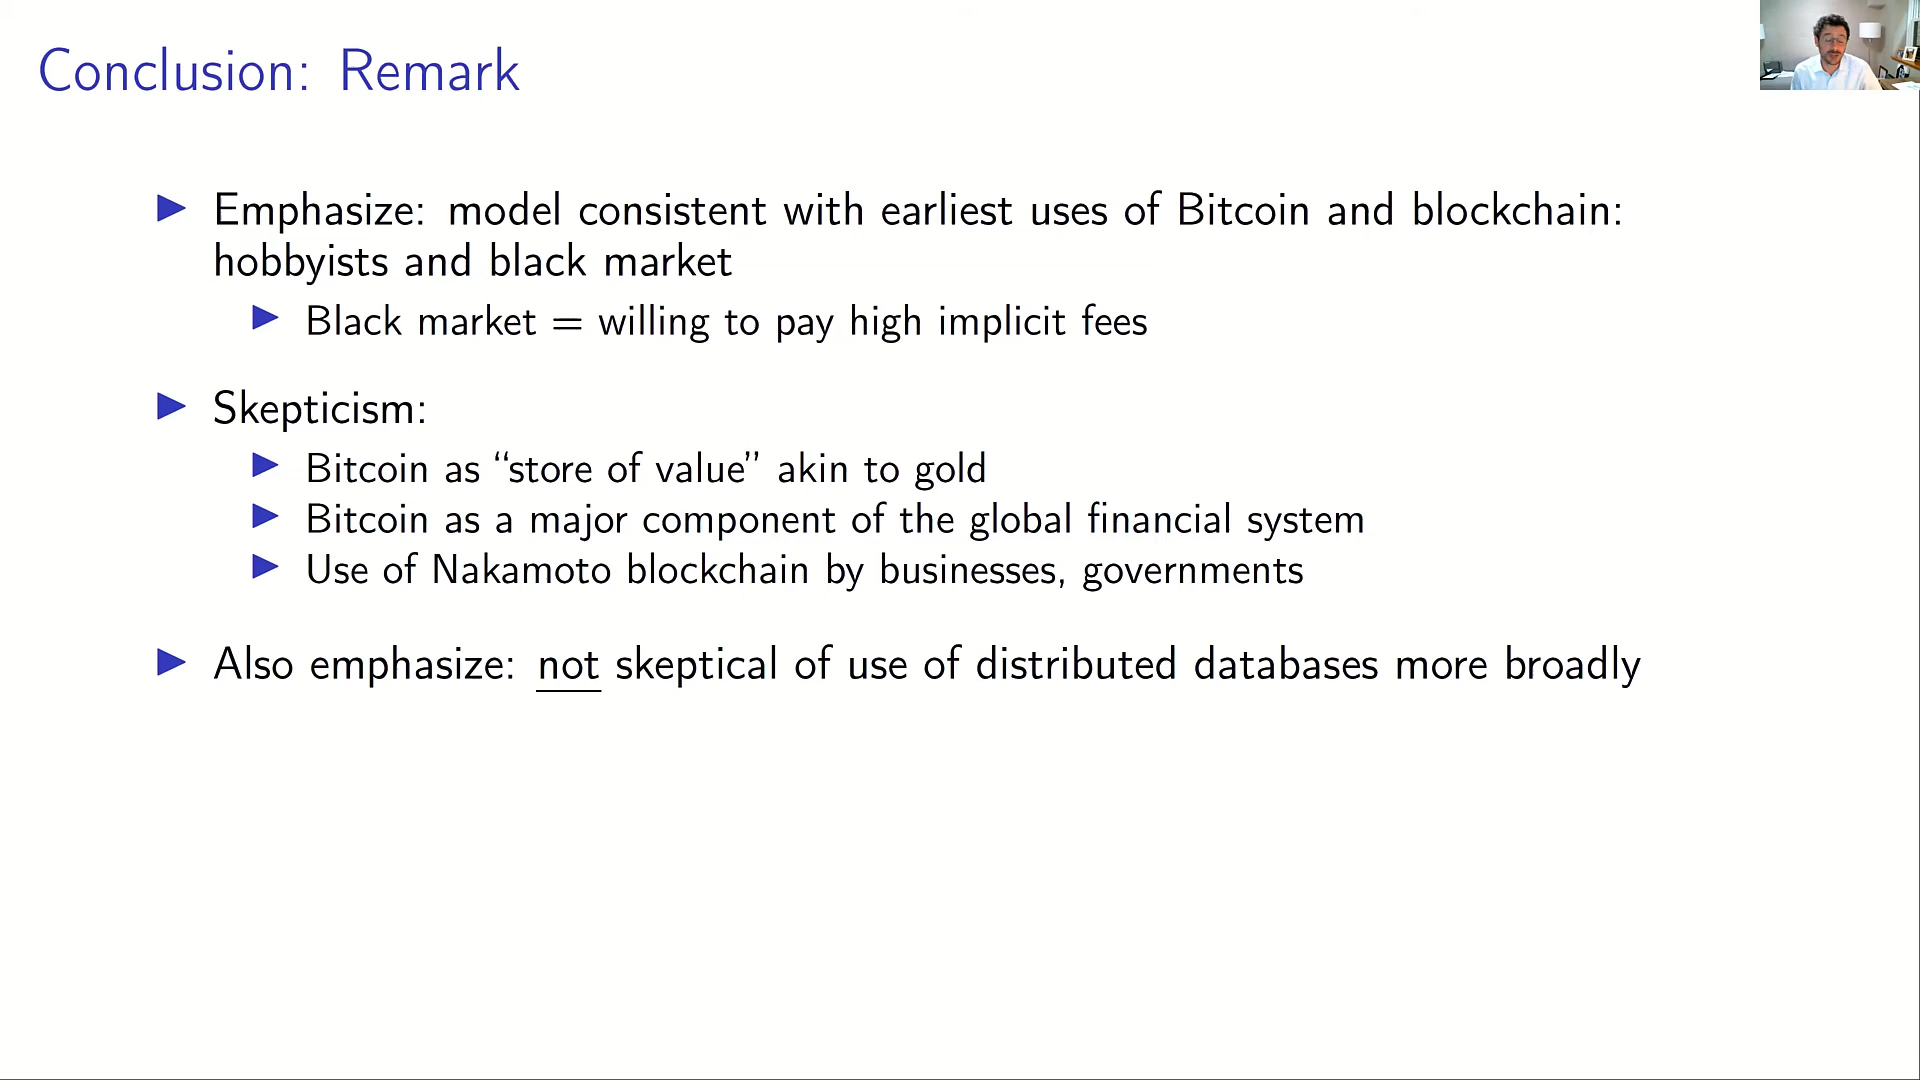 Conclusion: Remark
Emphasize: model consistent with earliest uses of Bitcoin and blockchain:
hobbyists and black market
Black market = willing to pay high implicit fees
Skepticism:
Bitcoin as “store of value” akin to gold
Bitcoin as a major component of the global financial system
Use of Nakamoto blockchain by businesses, governments
Also emphasize: not skeptical of use of distributed databases more broadly